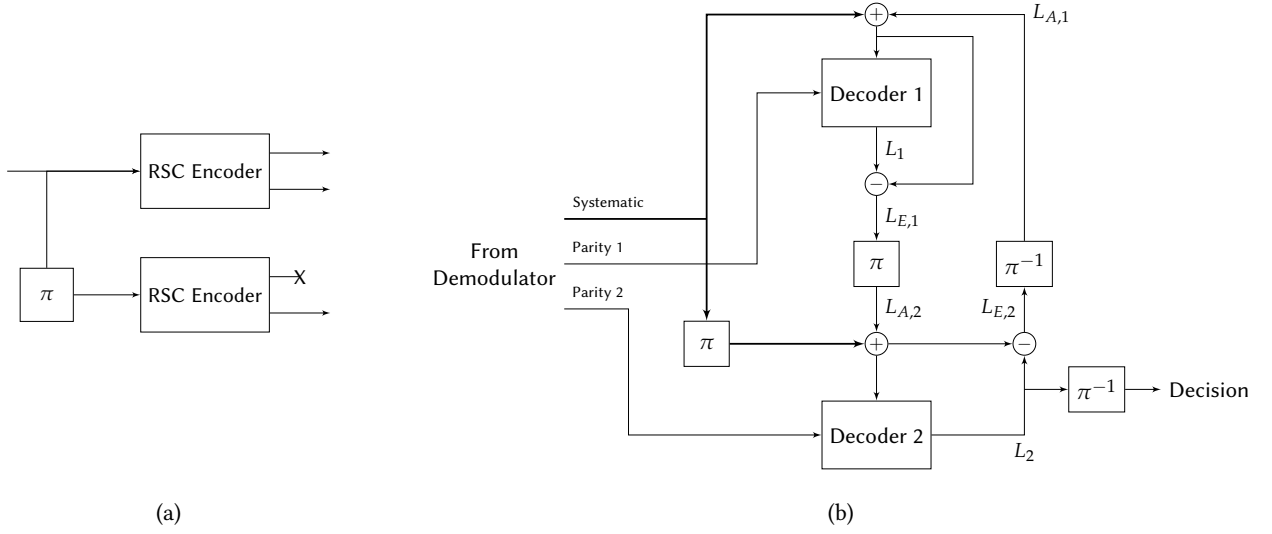 RSC Encoder
π
RSC Encoder
X
(a)
L_{A,1}
Decoder 1
L_1
L_{E,1}
Systematic
From
Demodulator
Parity 1
Parity 2
π
π^{-1}
L_{A,2}
L_{E,2}
π
π^{-1}
Decision
Decoder 2
L_2
(b)